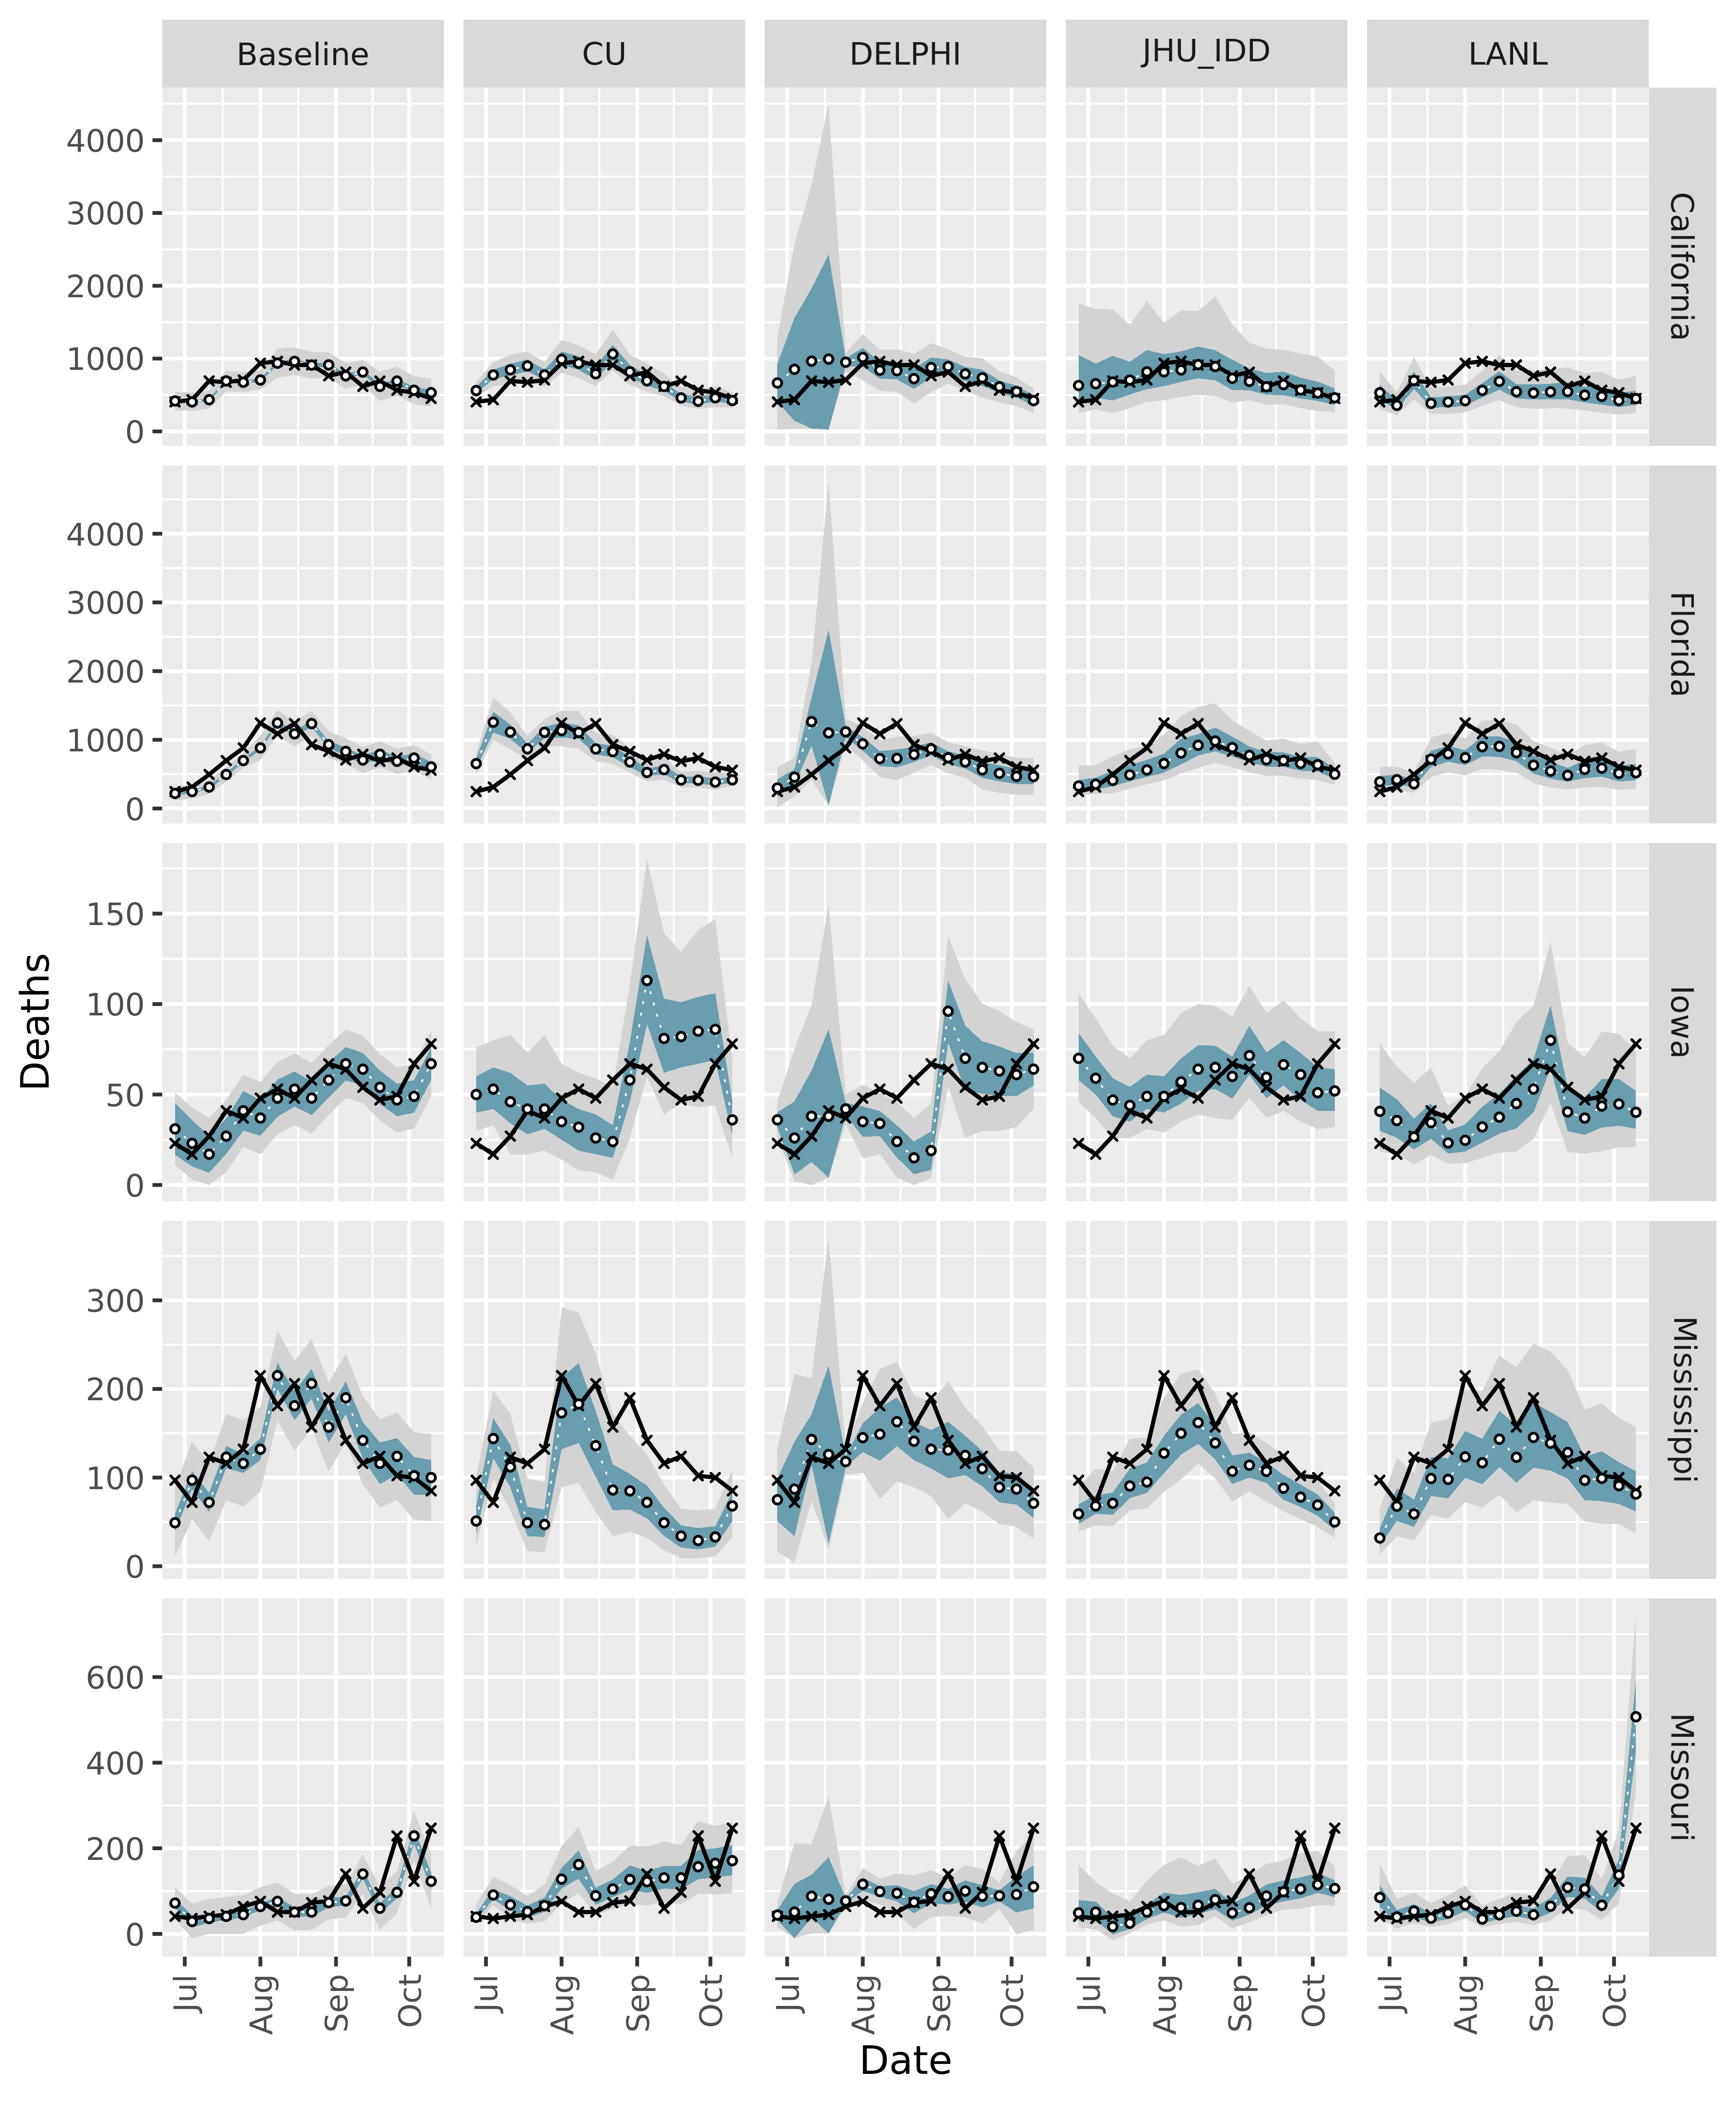 Baseline CU DELPHI JHU_IDD LANL
4000
3000
2000
1000
0
California
4000
3000
2000
1000
0
Florida
150
100
50
0
Iowa
300
200
100
0
Mississippi
600
400
200
0
Missouri
Deaths
Jul Aug Sep Oct Jul Aug Sep Oct Jul Aug Sep Oct Jul Aug Sep Oct Jul Aug Sep Oct
Date